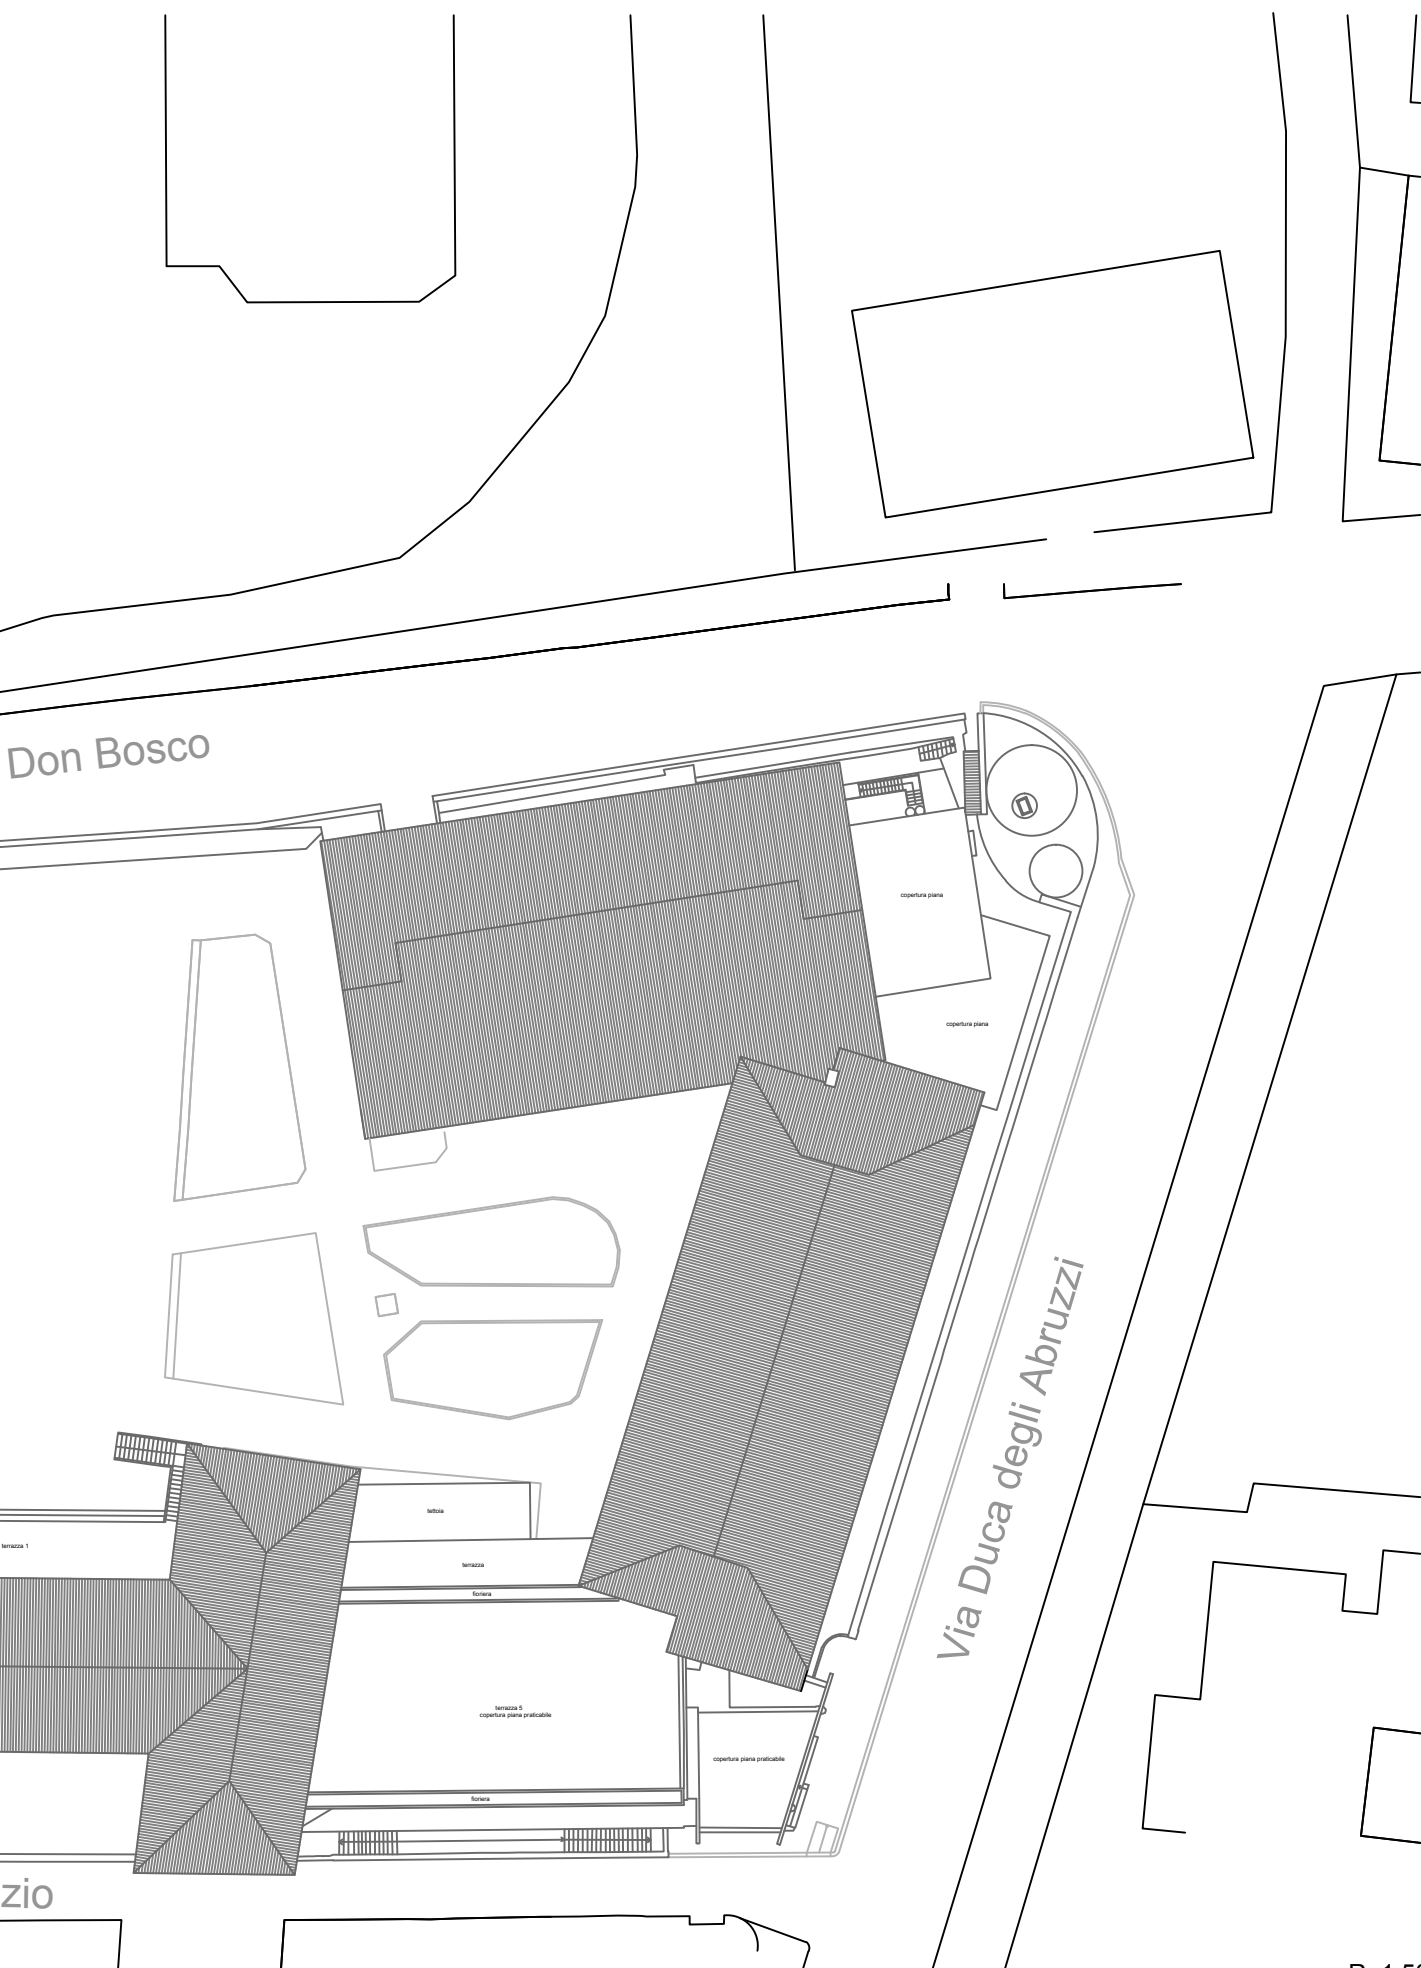 Don Bosco
copertura piana
copertura piana
Via Duca degli Abruzzi
tettoia
terrazza 1
terrazza
fioriera
terrazza 5
copertura piana praticabile
copertura piana praticabile
fioriera
zio